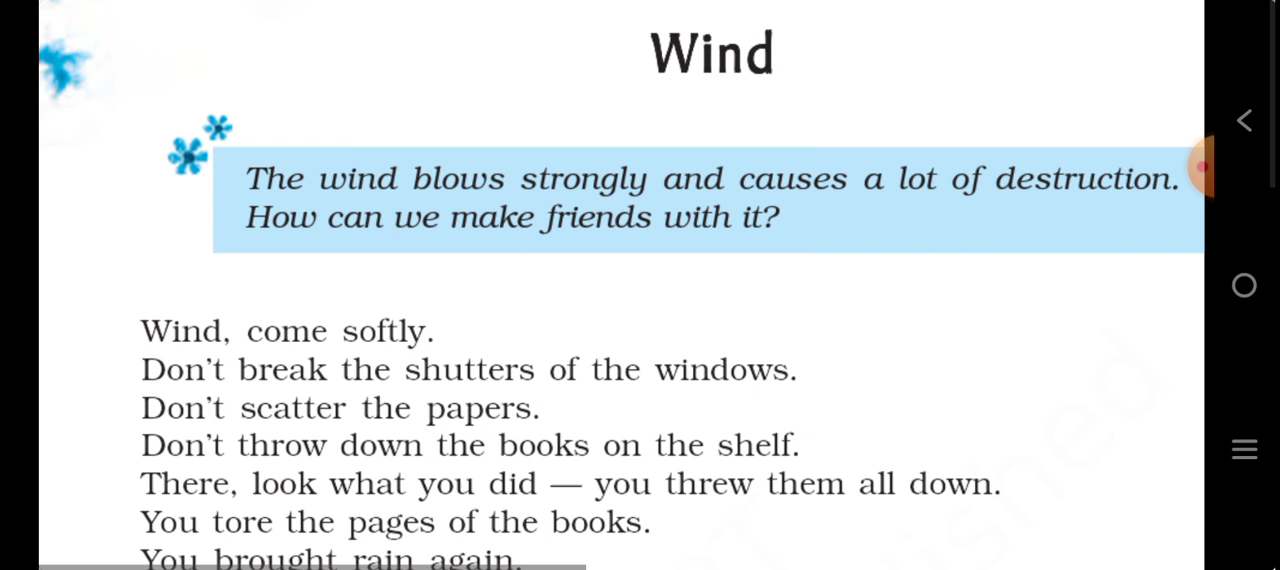 Wind
The wind blows strongly and causes a lot of destruction.
How can we make friends with it?
Wind, come softly.
Don’t break the shutters of the windows.
Don’t scatter the papers.
Don’t throw down the books on the shelf.
There, look what you did — you threw them all down.
You tore the pages of the books.
You brought rain again.